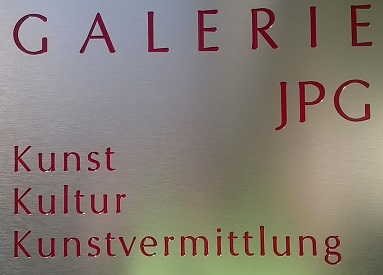 GALERIE
JPG
Kunst
Kultur
Kunstvermittlung